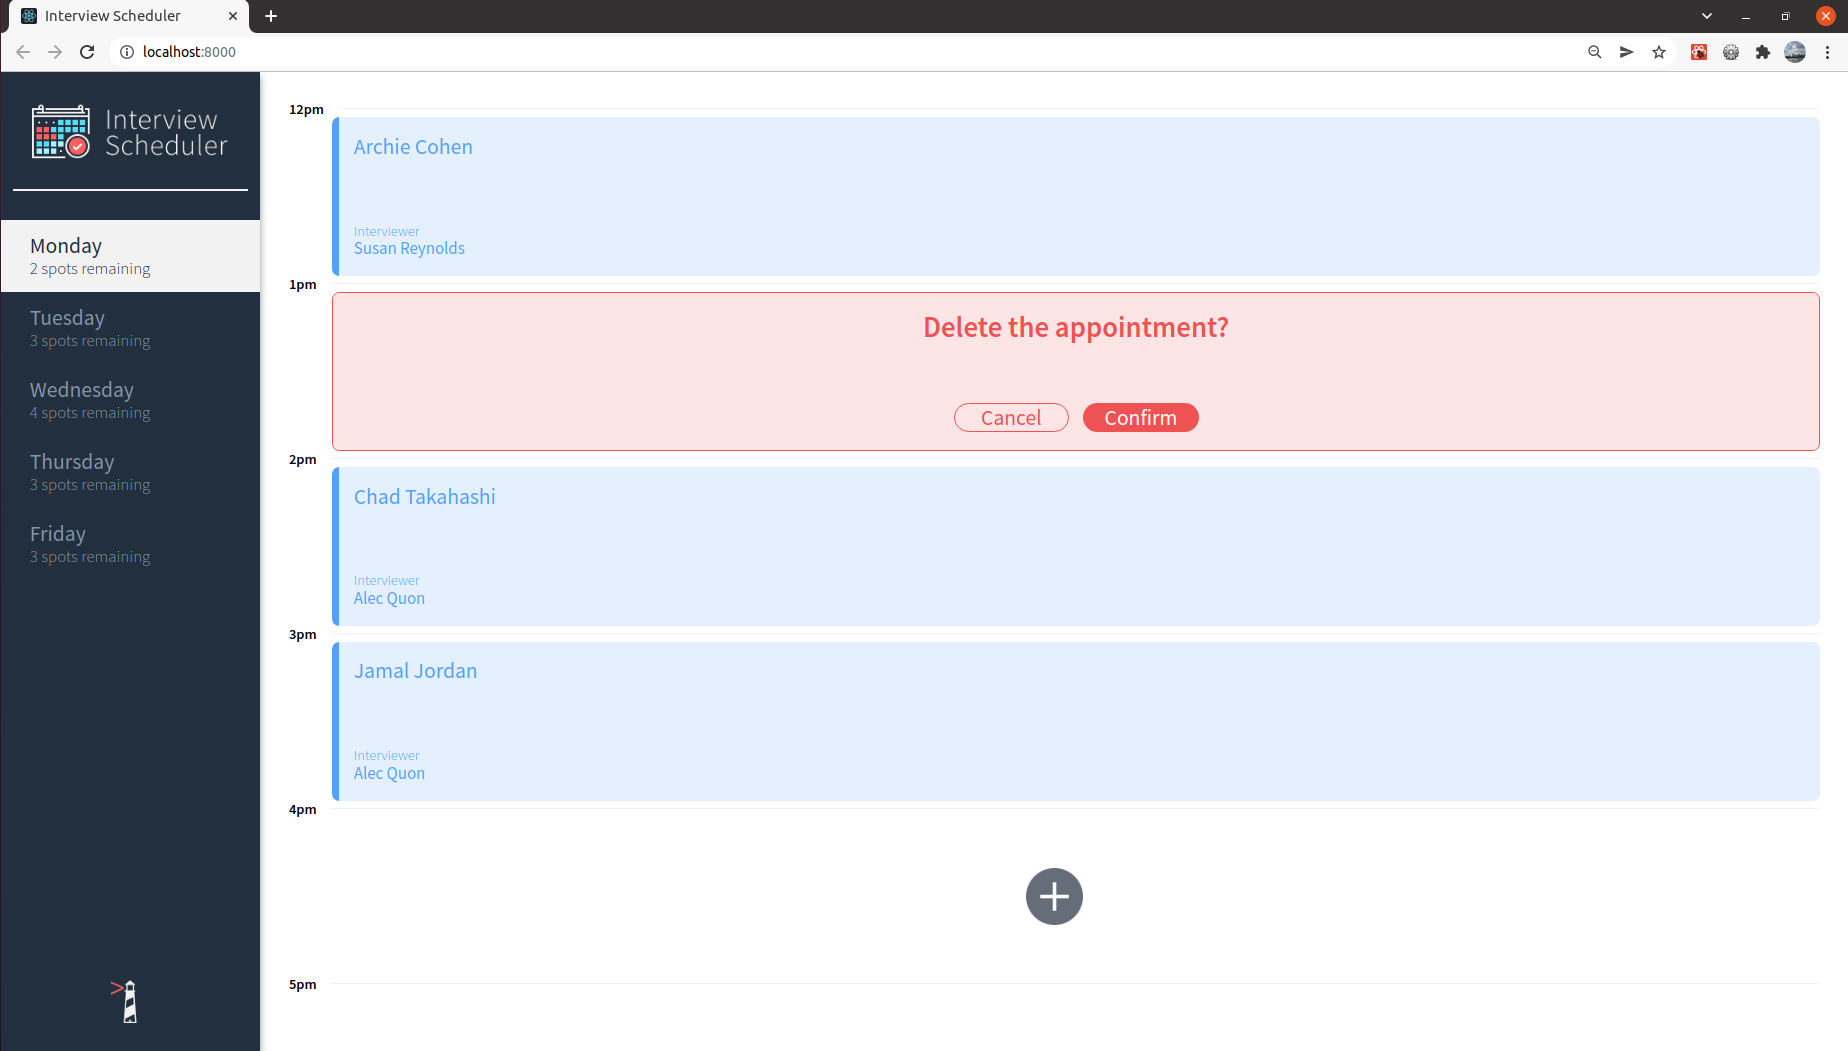 Interview Scheduler
localhost:8000
Interview
Scheduler
Monday
2 spots remaining
Tuesday
3 spots remaining
Wednesday
4 spots remaining
Thursday
3 spots remaining
Friday
3 spots remaining
12pm
Archie Cohen
Interviewer
Susan Reynolds
1pm
Delete the appointment?
Cancel Confirm
2pm
Chad Takahashi
Interviewer
Alec Quon
3pm
Jamal Jordan
Interviewer
Alec Quon
4pm
5pm